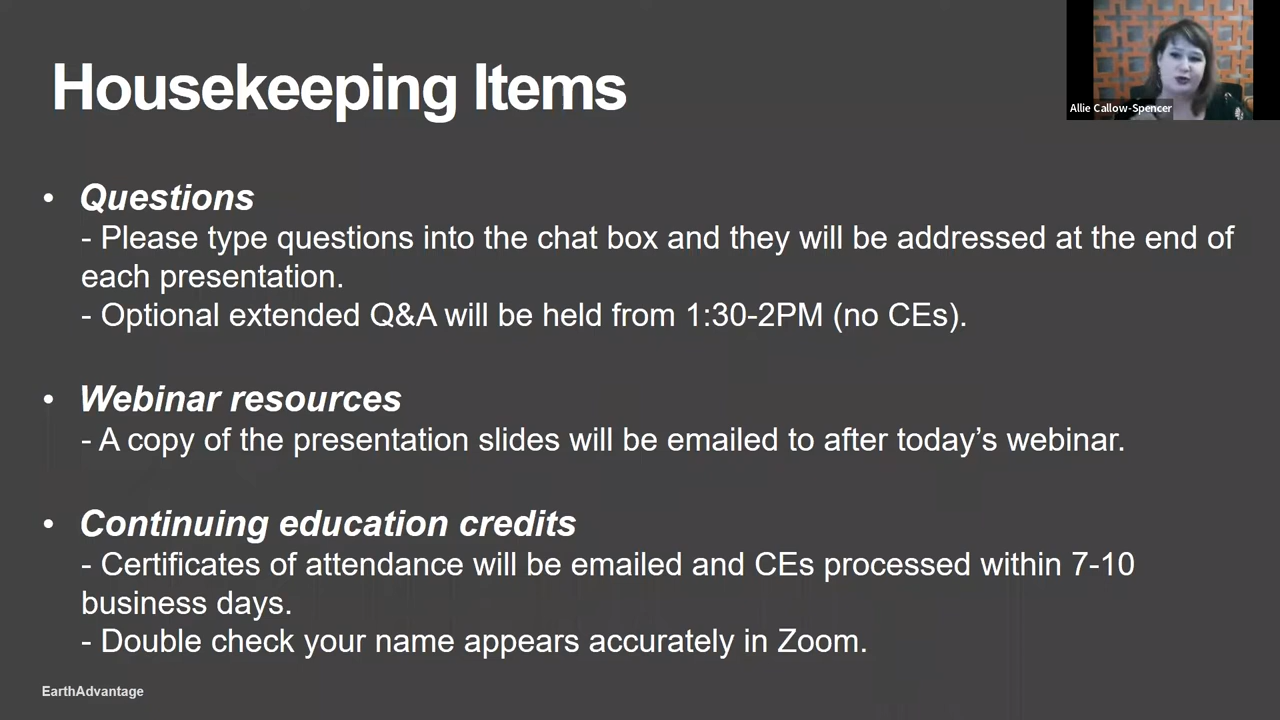 Housekeeping Items
Allie Callow-Spencer
• Questions
- Please type questions into the chat box and they will be addressed at the end of
each presentation.
- Optional extended Q&A will be held from 1:30-2PM (no CEs).
• Webinar resources
- A copy of the presentation slides will be emailed to after today’s webinar.
• Continuing education credits
- Certificates of attendance will be emailed and CEs processed within 7-10
business days.
- Double check your name appears accurately in Zoom.
EarthAdvantage